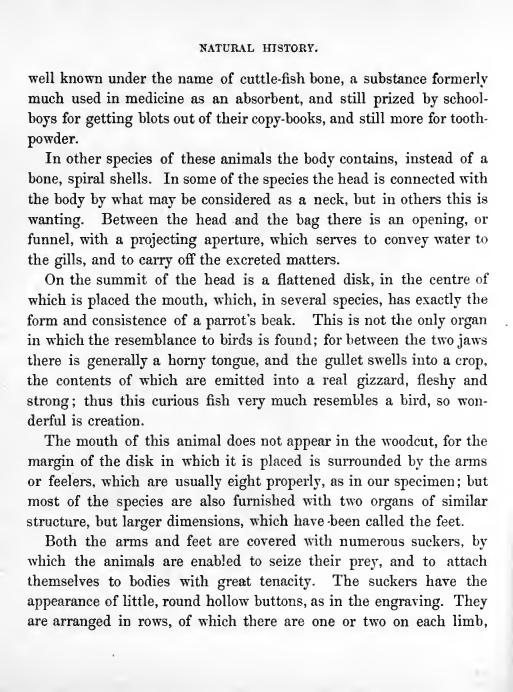 NATURAL HISTORY.
well known under the name of cuttle-fish bone, a substance formerly
much used in medicine as an absorbent, and still prized by school-
boys for getting blots out of their copy-books, and still more for tooth-
powder.
In other species of these animals the body contains, instead of a
bone, spiral shells. In some of the species the head is connected with
the body by what may be considered as a neck, but in others this is
wanting. Between the head and the bag there is an opening, or
funnel, with a projecting aperture, which serves to convey water to
the gills, and to carry off the excreted matters.
On the summit of the head is a flattened disk, in the centre of
which is placed the mouth, which, in several species, has exactly the
form and consistence of a parrot's beak. This is not the only organ
in which the resemblance to birds is found; for between the two jaws
there is generally a horny tongue, and the gullet swells into a crop,
the contents of which are emitted into a real gizzard, fleshy and
strong; thus this curious fish very much resembles a bird, so won-
derful is creation.
The mouth of this animal does not appear in the woodcut, for the
margin of the disk in which it is placed is surrounded by the arms
or feelers, which are usually eight properly, as in our specimen; but
most of the species are also furnished with two organs of similar
structure, but larger dimensions, which have been called the feet.
Both the arms and feet are covered with numerous suckers, by
which the animals are enabled to seize their prey, and to attach
themselves to bodies with great tenacity. The suckers have the
appearance of little, round hollow buttons, as in the engraving. They
are arranged in rows, of which there are one or two on each limb,